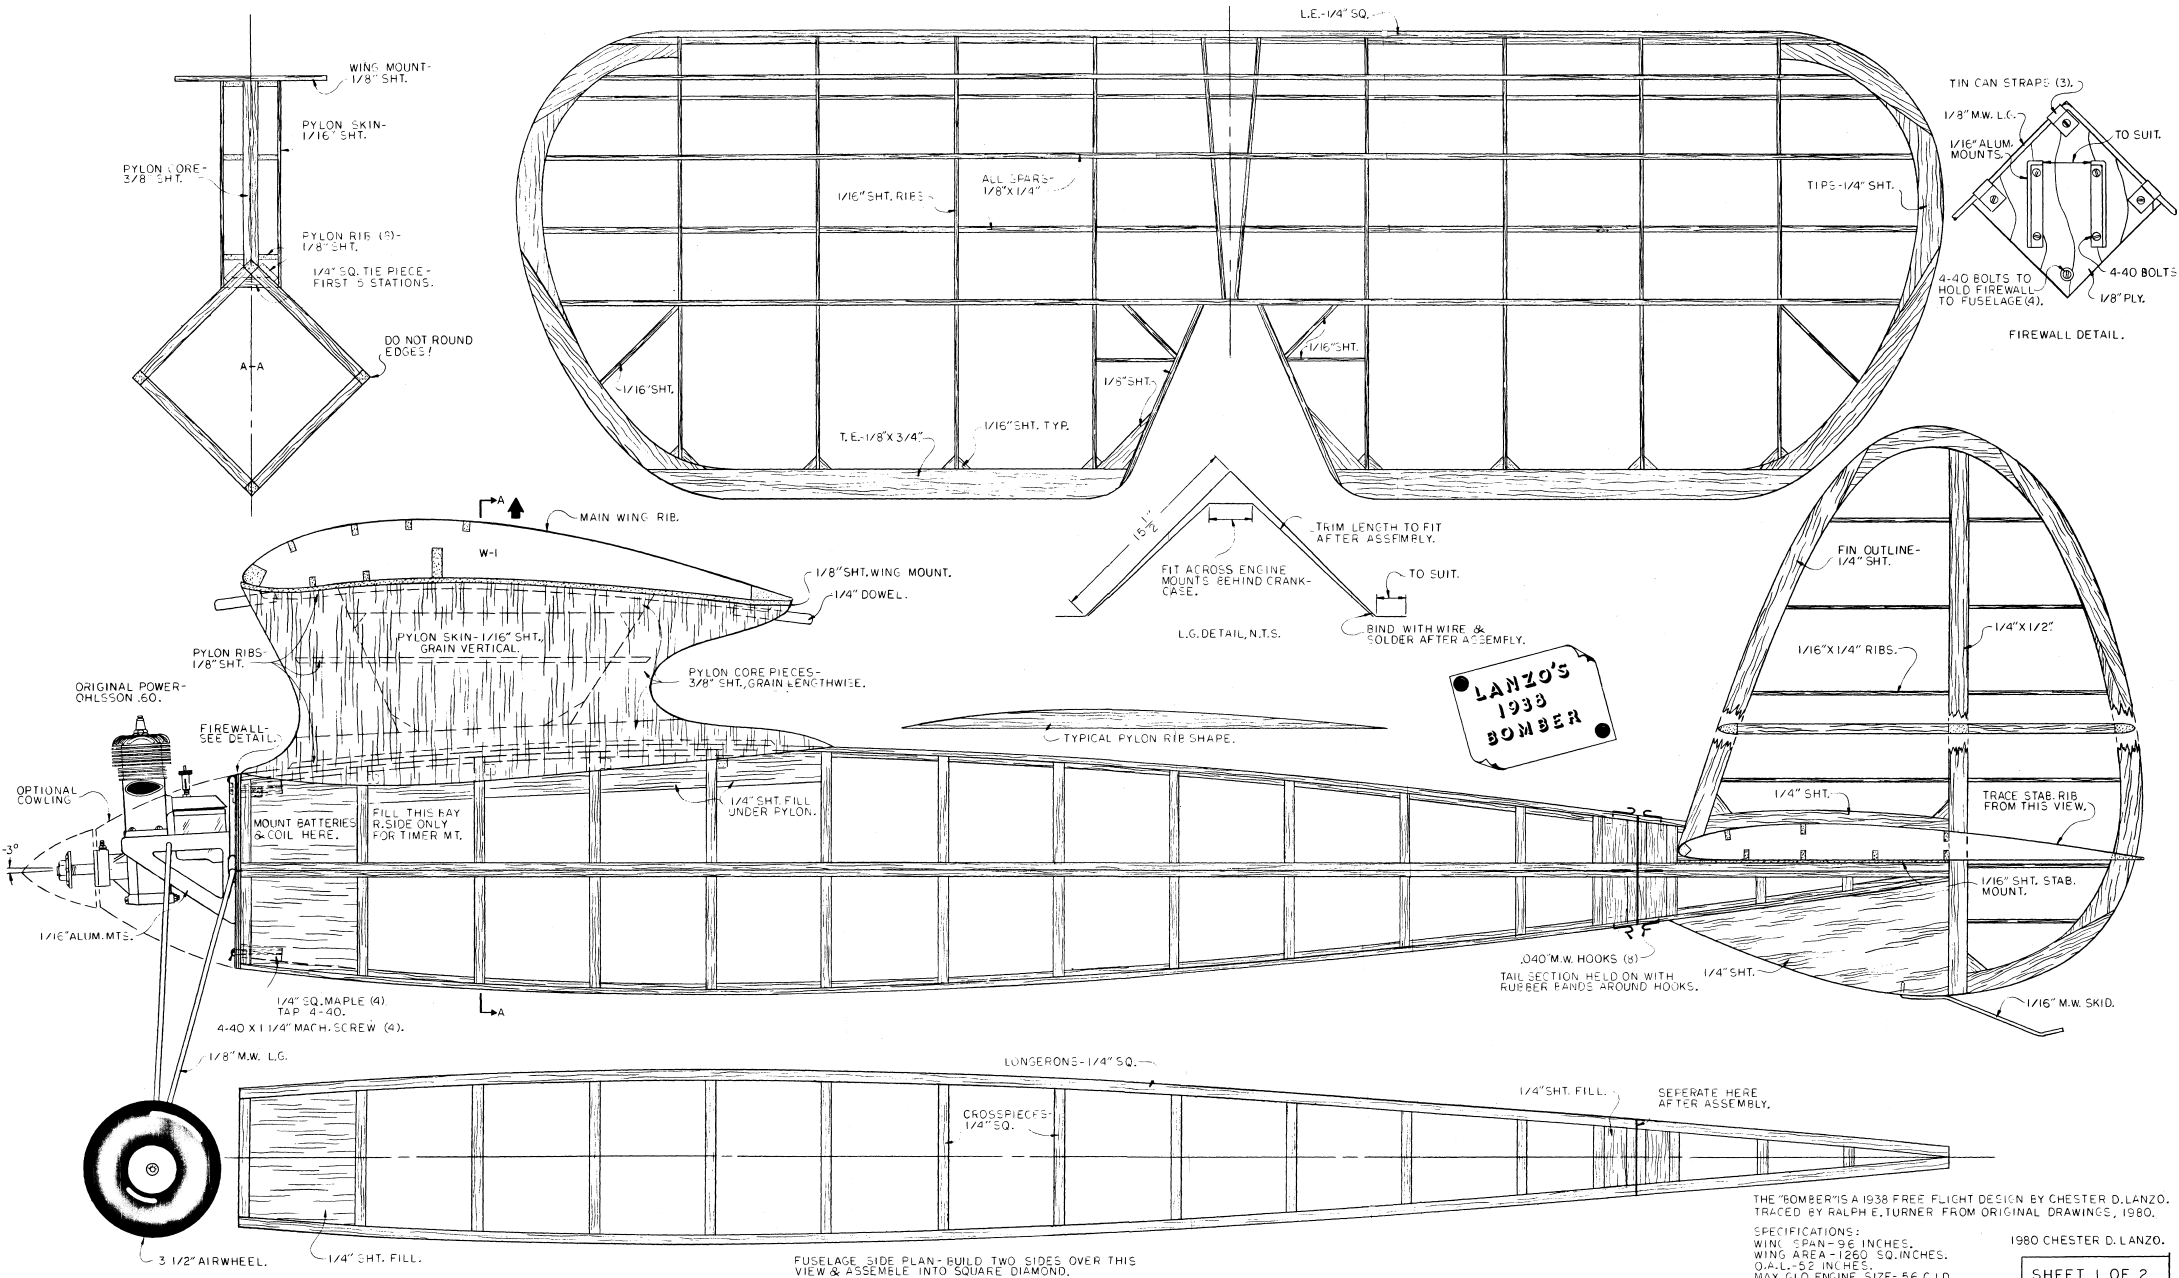 L.E.-1/4" SQ.
WING MOUNT-
1/8" SHT.
PYLON SKIN-
1/16" SHT.
PYLON CORE-
3/8" SHT.
PYLON RIB (9)-
1/8" SHT.
1/4" SQ. TIE PIECE-
FIRST 5 STATIONS.
DO NOT ROUND
EDGES!
A-A
ALL SPARS-
1/8"X1/4"
1/16" SHT. RIBS
TIPS-1/4" SHT.
1/16" SHT.
1/8" SHT.
1/16" SHT.
T.E.-1/8"X 3/4"
1/16" SHT. TYP.
TIN CAN STRAPS (3).
1/8" M.W. L.G.
1/16" ALUM.
MOUNTS.
TO SUIT.
4-40 BOLTS TO
HOLD FIREWALL
TO FUSELAGE (4).
4-40 BOLTS
1/8" PLY.
FIREWALL DETAIL.
A
MAIN WING RIB.
W-1
1/8" SHT. WING MOUNT.
1/4" DOWEL.
PYLON SKIN-1/16" SHT.,
GRAIN VERTICAL.
PYLON RIBS-
1/8" SHT.
PYLON CORE PIECES-
3/8" SHT., GRAIN LENGTHWISE.
ORIGINAL POWER-
OHLSSON .60.
FIREWALL-
SEE DETAIL.
TYPICAL PYLON RIB SHAPE.
15 1/2"
TRIM LENGTH TO FIT
AFTER ASSEMBLY.
FIT ACROSS ENGINE
MOUNTS BEHIND CRANK-
CASE.
TO SUIT.
L.G. DETAIL, N.T.S.
BIND WITH WIRE &
SOLDER AFTER ASSEMBLY.
LANZO'S
1938
BOMBER
FIN OUTLINE-
1/4" SHT.
1/4"X1/2".
1/16"X1/4" RIBS.
1/4" SHT.
TRACE STAB. RIB
FROM THIS VIEW.
1/16" SHT. STAB.
MOUNT.
OPTIONAL
COWLING
MOUNT BATTERIES
& COIL HERE.
FILL THIS BAY
R.SIDE ONLY
FOR TIMER MT.
1/4" SHT. FILL
UNDER PYLON.
-3°
1/16" ALUM. MTS.
1/4" SQ. MAPLE (4)
TAP 4-40.
4-40 X 1 1/4" MACH. SCREW (4).
A
.040" M.W. HOOKS (8)
TAIL SECTION HELD ON WITH
RUBBER BANDS AROUND HOOKS.
1/4" SHT.
1/16" M.W. SKID.
1/8" M.W. L.G.
LONGERONS-1/4" SQ.
CROSSPIECES-
1/4" SQ.
1/4" SHT. FILL.
SEPERATE HERE
AFTER ASSEMBLY.
3 1/2" AIRWHEEL.
1/4" SHT. FILL.
FUSELAGE SIDE PLAN-BUILD TWO SIDES OVER THIS
VIEW & ASSEMBLE INTO SQUARE DIAMOND.
THE "BOMBER" IS A 1938 FREE FLIGHT DESIGN BY CHESTER D. LANZO.
TRACED BY RALPH E. TURNER FROM ORIGINAL DRAWINGS, 1980.
SPECIFICATIONS:
WING SPAN-96 INCHES.
WING AREA-1260 SQ. INCHES.
O.A.L.-52 INCHES.
MAX GLO ENGINE SIZE-.56 C.I.D.
1980 CHESTER D. LANZO.
SHEET 1 OF 2